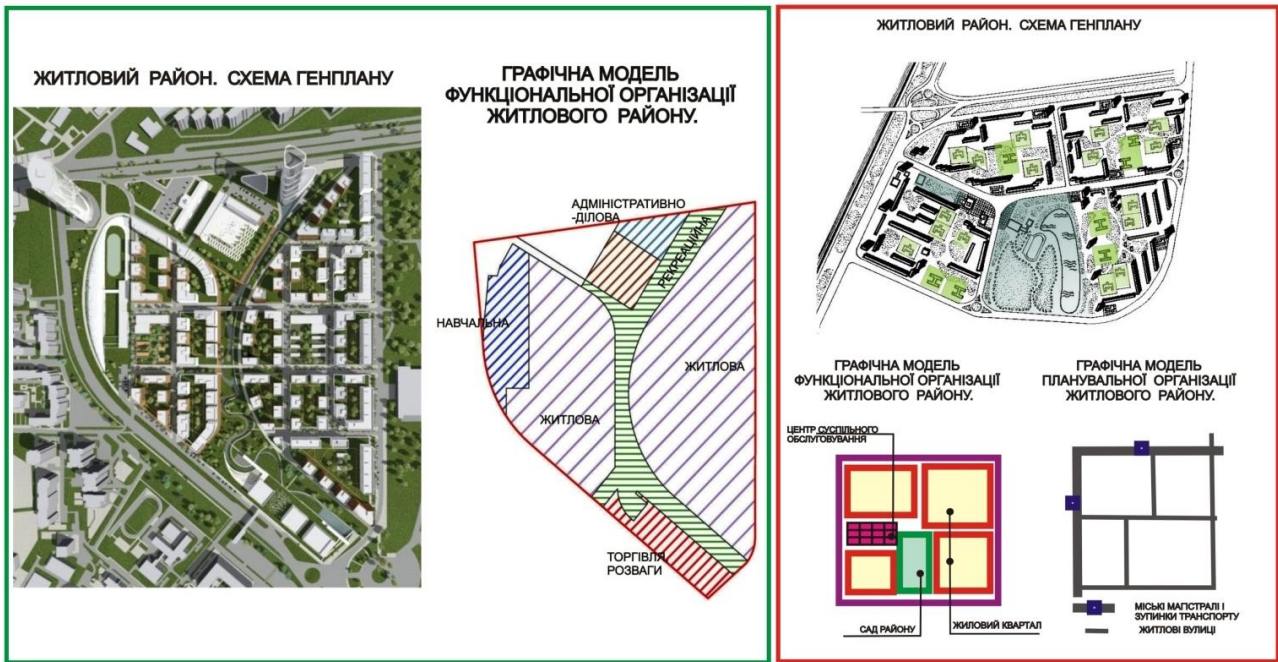 ЖИТЛОВИЙ РАЙОН. СХЕМА ГЕНПЛАНУ
ГРАФІЧНА МОДЕЛЬ
ФУНКЦІОНАЛЬНОЇ ОРГАНІЗАЦІЇ
ЖИТЛОВОГО РАЙОНУ.
АДМІНІСТРАТИВНО
-ДІЛОВА
РЕКРЕАЦІЙНА
НАВЧАЛЬНА
ЖИТЛОВА
ЖИТЛОВА
ТОРГІВЛЯ
РОЗВАГИ
ЖИТЛОВИЙ РАЙОН. СХЕМА ГЕНПЛАНУ
ГРАФІЧНА МОДЕЛЬ
ФУНКЦІОНАЛЬНОЇ ОРГАНІЗАЦІЇ
ЖИТЛОВОГО РАЙОНУ.
ЦЕНТР СУСПІЛЬНОГО
ОБСЛУГОВУВАННЯ
САД РАЙОНУ
ЖИЛОВИЙ КВАРТАЛ
ГРАФІЧНА МОДЕЛЬ
ПЛАНУВАЛЬНОЇ ОРГАНІЗАЦІЇ
ЖИТЛОВОГО РАЙОНУ.
МІСЬКІ МАГІСТРАЛІ І
ЗУПИНКИ ТРАНСПОРТУ
ЖИТЛОВІ ВУЛИЦІ